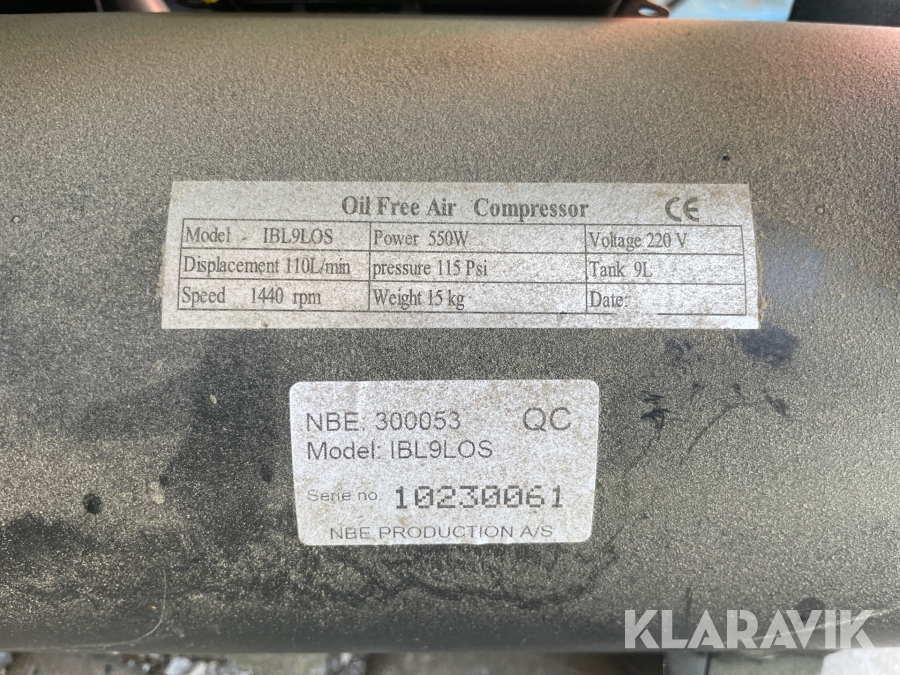 Oil Free Air Compressor CE
Model - IBL9LOS Power 550W Voltage 220 V
Displacement 110L/min pressure 115 Psi Tank 9L
Speed 1440 rpm Weight 15 kg Date:
NBE: 300053 QC
Model: IBL9LOS
Serie no. 10230061
NBE PRODUCTION A/S
KLARAVIK